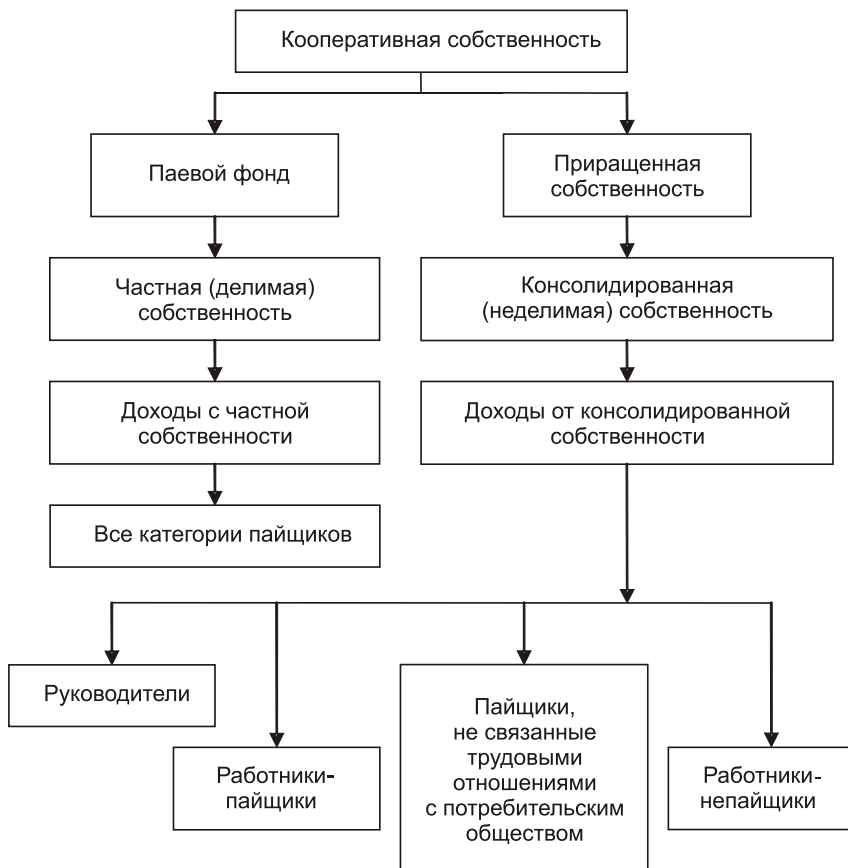 Кооперативная собственность
Паевой фонд
Приращенная
собственность
Частная (делимая)
собственность
Консолидированная
(неделимая) собственность
Доходы с частной
собственности
Доходы от консолидированной
собственности
Все категории пайщиков
Руководители
Работники-
пайщики
Пайщики,
не связанные
трудовыми
отношениями
с потребительским
обществом
Работники-
непайщики